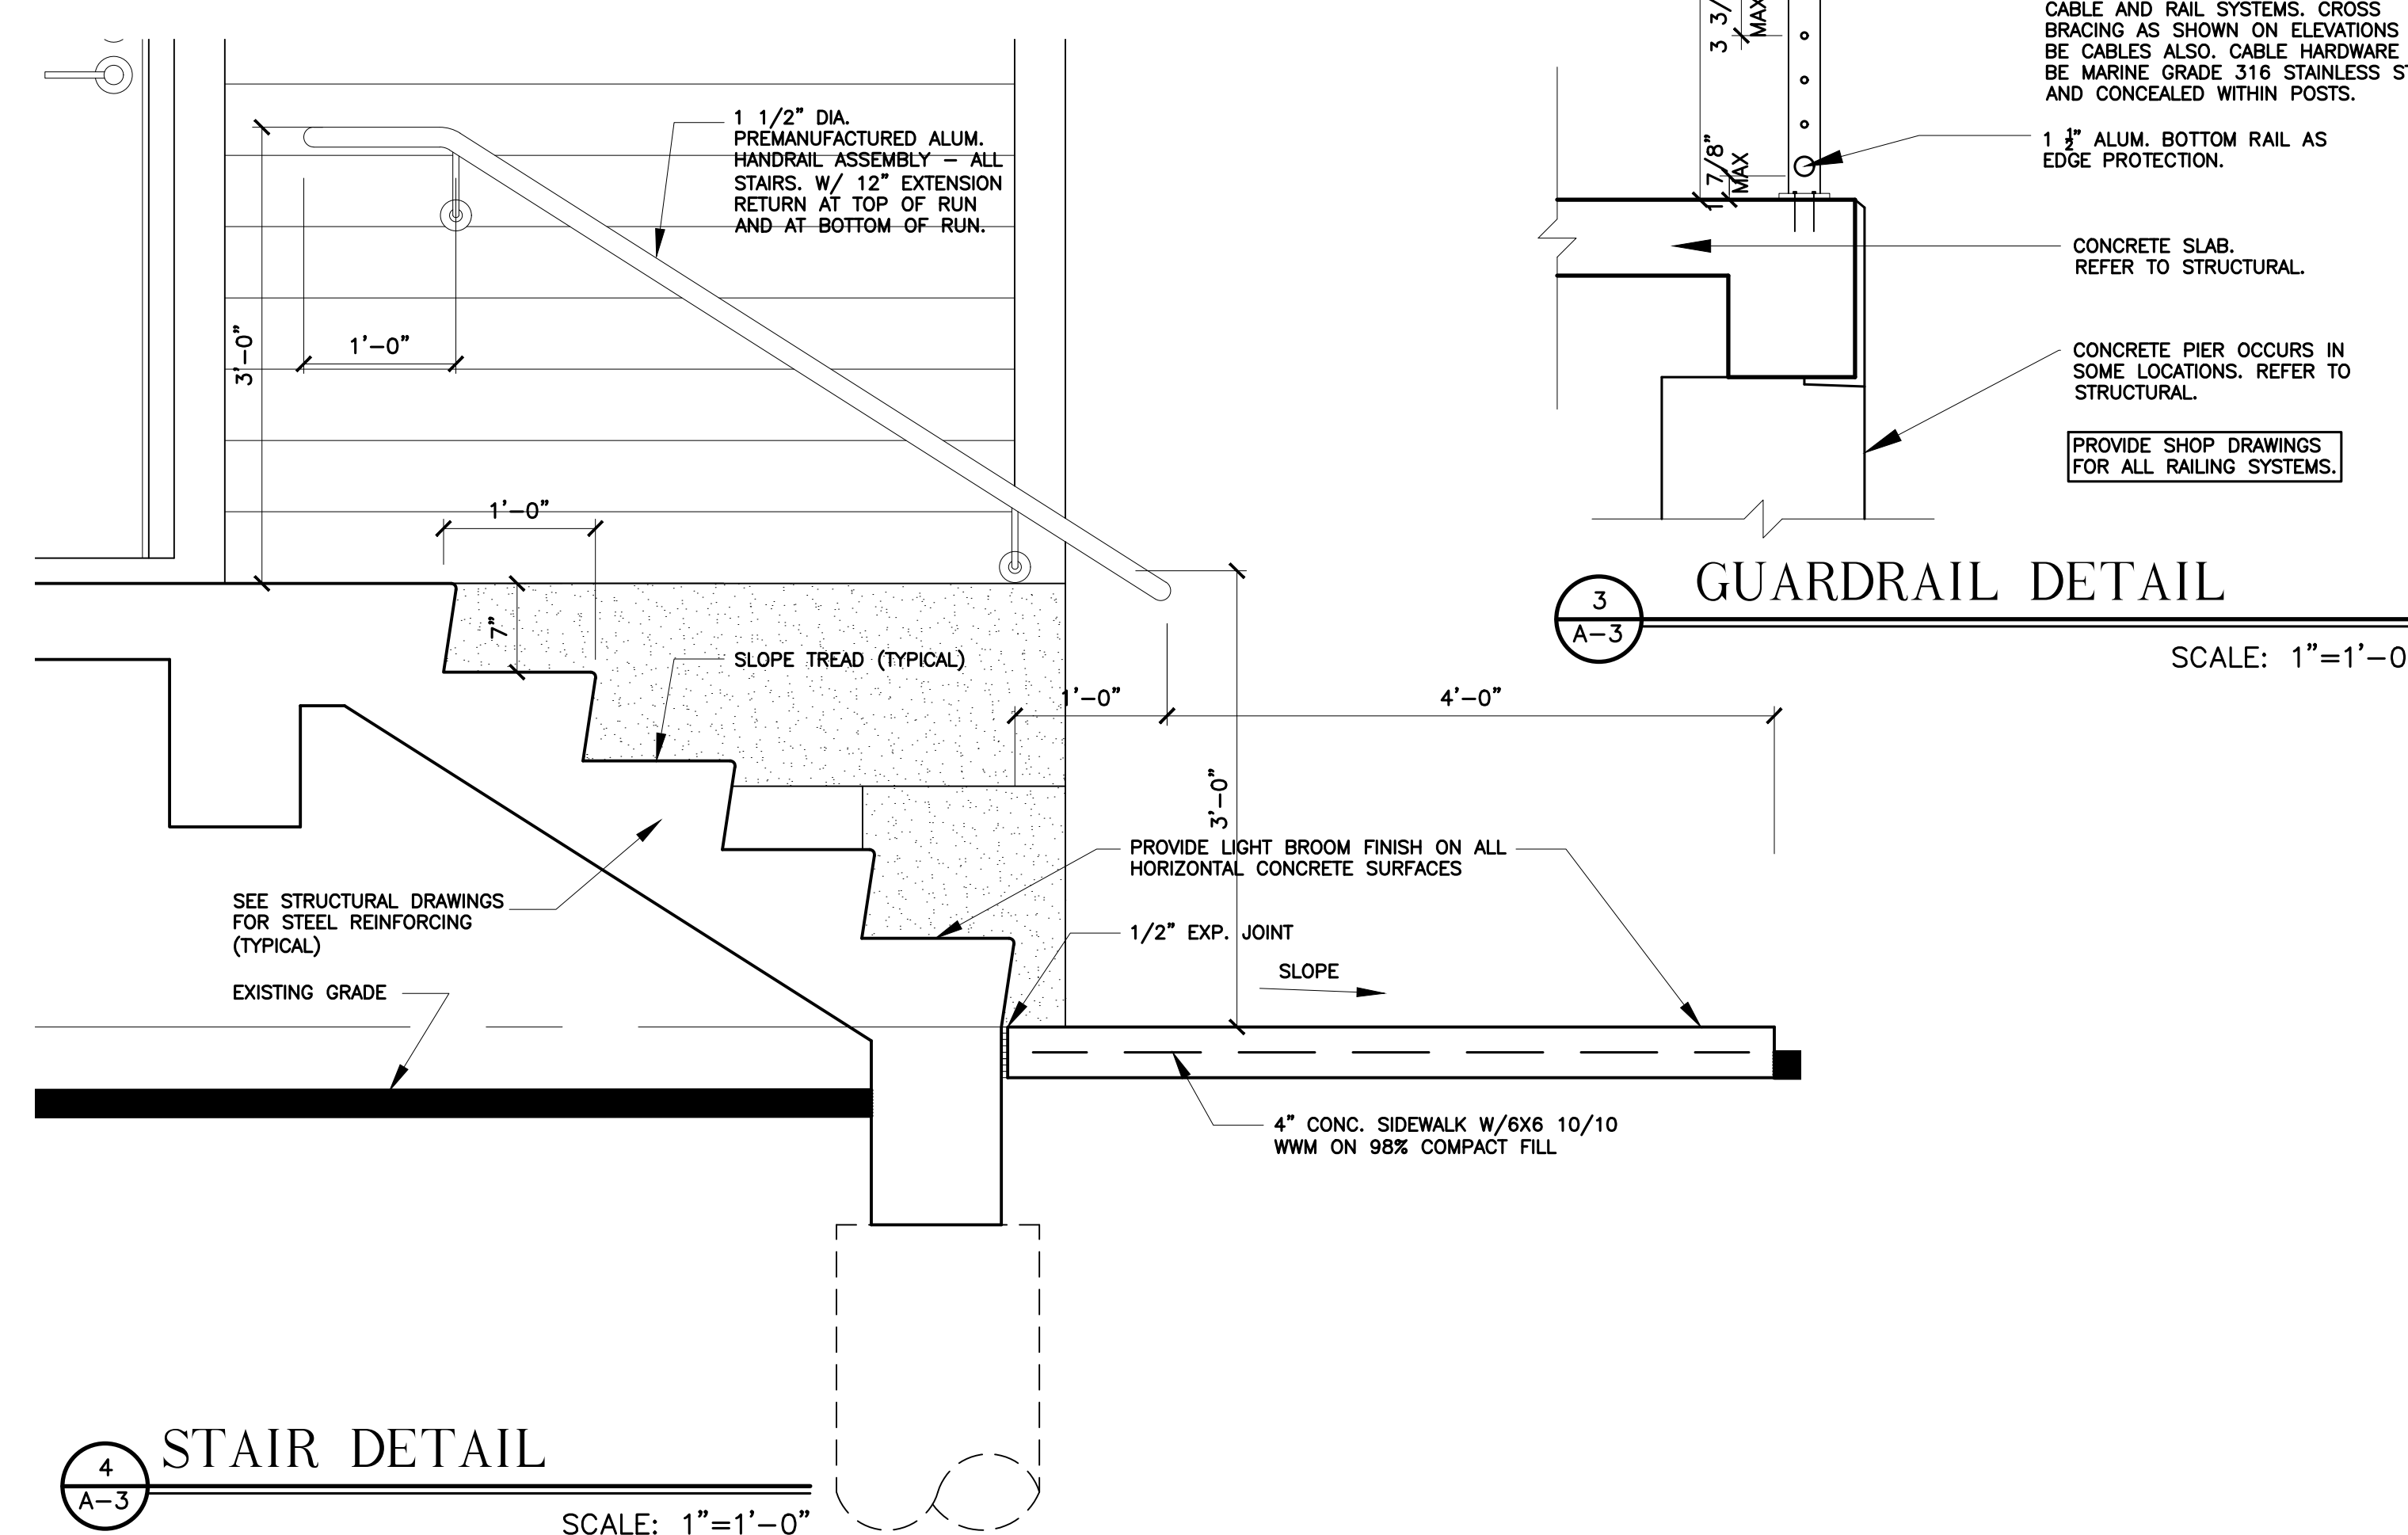 1 1/2" DIA.
PREMANUFACTURED ALUM.
HANDRAIL ASSEMBLY – ALL
STAIRS. W/ 12" EXTENSION
RETURN AT TOP OF RUN
AND AT BOTTOM OF RUN.
3'-0"
1'-0"
1'-0"
7"
SLOPE TREAD (TYPICAL)
1'-0"
4'-0"
3'-0"
PROVIDE LIGHT BROOM FINISH ON ALL
HORIZONTAL CONCRETE SURFACES
1/2" EXP. JOINT
SLOPE
SEE STRUCTURAL DRAWINGS
FOR STEEL REINFORCING
(TYPICAL)
EXISTING GRADE
4" CONC. SIDEWALK W/6X6 10/10
WWM ON 98% COMPACT FILL
4
A-3
STAIR DETAIL
SCALE: 1"=1'-0"
3 3/
MAX
1 7/8"
MAX
CABLE AND RAIL SYSTEMS. CROSS
BRACING AS SHOWN ON ELEVATIONS
BE CABLES ALSO. CABLE HARDWARE
BE MARINE GRADE 316 STAINLESS
AND CONCEALED WITHIN POSTS.
1 1/2" ALUM. BOTTOM RAIL AS
EDGE PROTECTION.
CONCRETE SLAB.
REFER TO STRUCTURAL.
CONCRETE PIER OCCURS IN
SOME LOCATIONS. REFER TO
STRUCTURAL.
PROVIDE SHOP DRAWINGS
FOR ALL RAILING SYSTEMS.
3
A-3
GUARDRAIL DETAIL
SCALE: 1"=1'-0